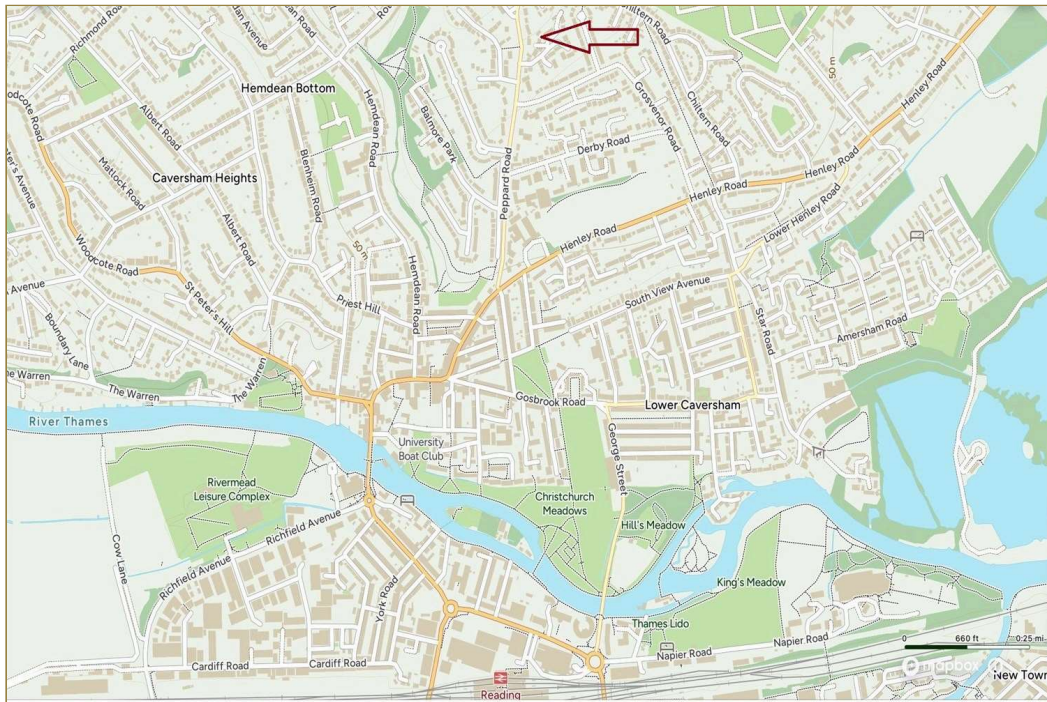 Richmond Road
Hemdean Bottom
Albert Road
Hemdean Road
Balmore Park
Chiltern Road
Grosvenor Road
Chiltern Road
50 m
Henley Road
Derby Road
Peppard Road
Matlock Road
Caversham Heights
Blenheim Road
Albert Road
Henley Road
Henley Road
Lower Henley Road
Henley Road
Woodcote Road
50 m
Hemdean Road
South View Avenue
Star Road
Amersham Road
Avenue
St Peter's Hill
Priest Hill
Boundary Lane
The Warren
The Warren
Gosbrook Road
Lower Caversham
River Thames
University
Boat Club
George Street
Rivermead
Leisure Complex
Christchurch
Meadows
Hill's Meadow
Richfield Avenue
Cow Lane
Richfield Avenue
King's Meadow
York Road
Thames Lido
Napier Road
Napier Road
0 660 ft 0.25 mi
Cardiff Road
Cardiff Road
mapbox
New Town
Reading